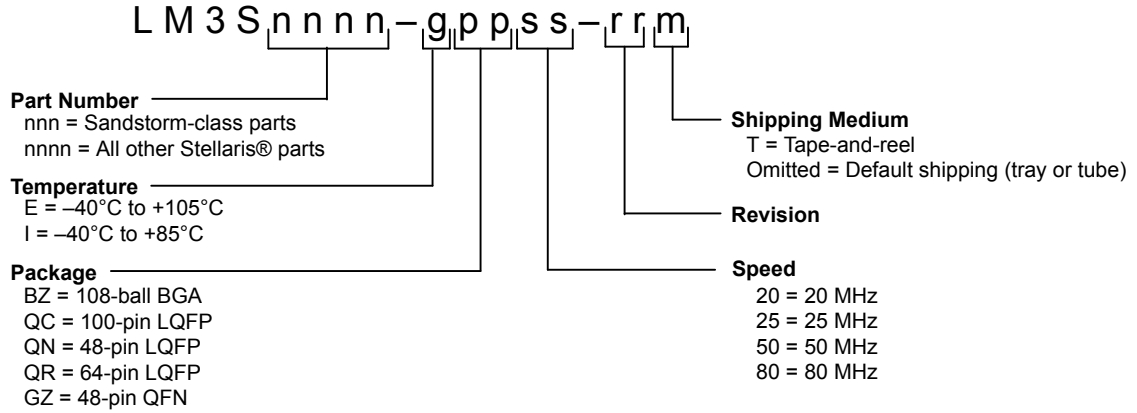 L M 3 S n n n n – g p p s s – r r m
Part Number
nnn = Sandstorm-class parts
nnnn = All other Stellaris® parts
Temperature
E = –40°C to +105°C
I = –40°C to +85°C
Package
BZ = 108-ball BGA
QC = 100-pin LQFP
QN = 48-pin LQFP
QR = 64-pin LQFP
GZ = 48-pin QFN
Shipping Medium
T = Tape-and-reel
Omitted = Default shipping (tray or tube)
Revision
Speed
20 = 20 MHz
25 = 25 MHz
50 = 50 MHz
80 = 80 MHz